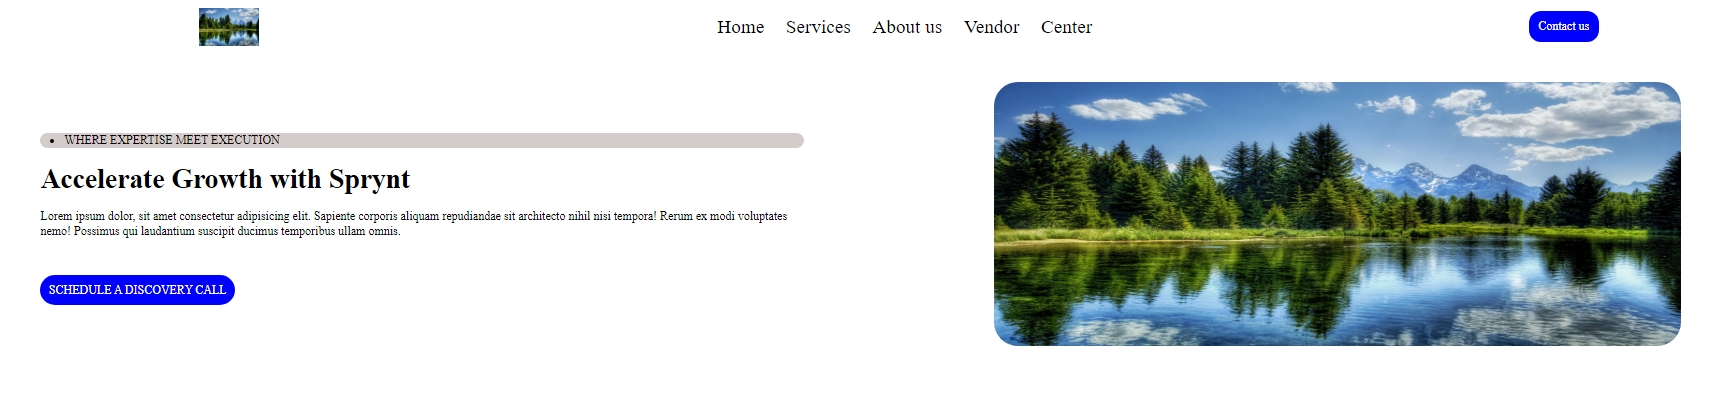 Home Services About us Vendor Center
Contact us
• WHERE EXPERTISE MEET EXECUTION
Accelerate Growth with Sprynt
Lorem ipsum dolor, sit amet consectetur adipisicing elit. Sapiente corporis aliquam repudiandae sit architecto nihil nisi tempora! Rerum ex modi voluptates
nemo! Possimus qui laudantium suscipit ducimus temporibus ullam omnis.
SCHEDULE A DISCOVERY CALL